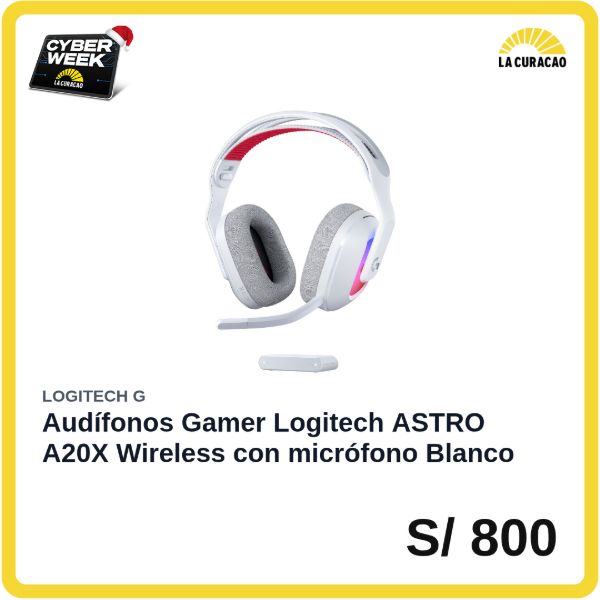 CYBER
WEEK
LA CURACAO
LA CURACAO
LOGITECH G
Audífonos Gamer Logitech ASTRO
A20X Wireless con micrófono Blanco
S/ 800